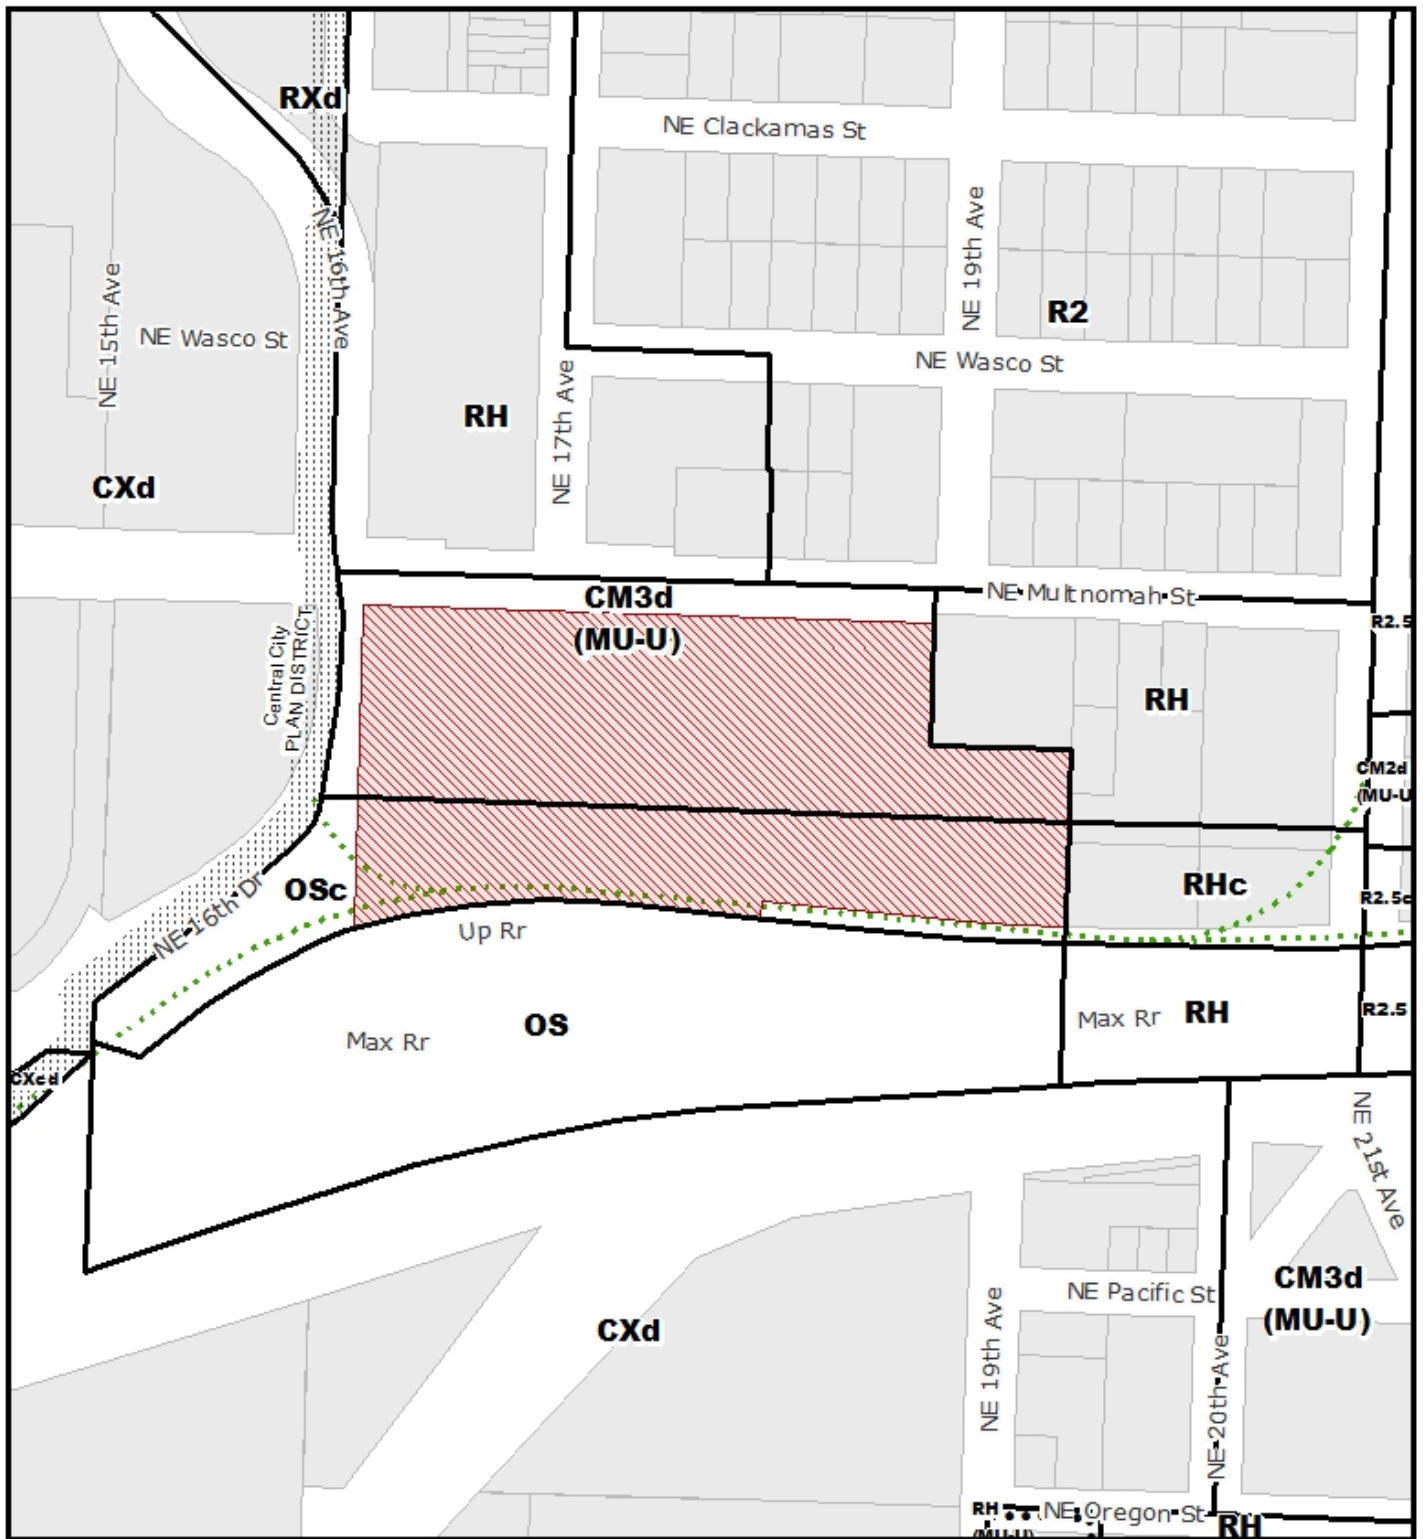 RXd
NE Clackamas St
NE 16th Ave
NE 19th Ave
NE 15th Ave
NE Wasco St
R2
NE Wasco St
NE 17th Ave
RH
CXd
CM3d
(MU-U)
NE Multnomah St
R2.5
Central City
PLAN DISTRICT
RH
CM2d
(MU-U
OSc
RHc
R2.5c
NE 16th Dr
Up Rr
OS
Max Rr
Max Rr
RH
R2.5
NE 21st Ave
CM3d
(MU-U)
NE Pacific St
CXd
NE 19th Ave
NE 20th Ave
RH
(MU-U)
NE Oregon St
RH